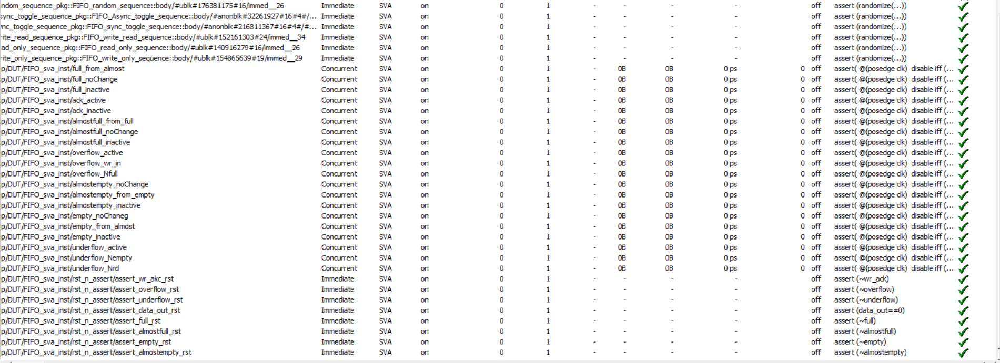 ndom_sequence_pkg::FIFO_random_sequence::body/#ublk#176381175#16/immed__26 Immediate SVA on 0 1 - - - - off assert (randomize(...))
sync_toggle_sequence_pkg::FIFO_Async_toggle_sequence::body/#anonblk#32261927#16#4#/... Immediate SVA on 0 1 - - - - off assert (randomize(...))
nc_toggle_sequence_pkg::FIFO_sync_toggle_sequence::body/#anonblk#216811367#16#4#/#... Immediate SVA on 0 1 - - - - off assert (randomize(...))
rite_read_sequence_pkg::FIFO_write_read_sequence::body/#ublk#152161303#24/immed__34 Immediate SVA on 0 1 - - - - off assert (randomize(...))
ad_only_sequence_pkg::FIFO_read_only_sequence::body/#ublk#140916279#16/immed__26 Immediate SVA on 0 1 - - - - off assert (randomize(...))
rite_only_sequence_pkg::FIFO_write_only_sequence::body/#ublk#154865639#19/immed__29 Immediate SVA on 0 1 - - - - off assert (randomize(...))
p/DUT/FIFO_sva_inst/full_from_almost Concurrent SVA on 0 1 - 0B 0B 0 ps 0 off assert( @(posedge clk) disable iff (...
p/DUT/FIFO_sva_inst/full_noChange Concurrent SVA on 0 1 - 0B 0B 0 ps 0 off assert( @(posedge clk) disable iff (...
p/DUT/FIFO_sva_inst/full_inactive Concurrent SVA on 0 1 - 0B 0B 0 ps 0 off assert( @(posedge clk) disable iff (...
p/DUT/FIFO_sva_inst/ack_active Concurrent SVA on 0 1 - 0B 0B 0 ps 0 off assert( @(posedge clk) disable iff (...
p/DUT/FIFO_sva_inst/ack_inactive Concurrent SVA on 0 1 - 0B 0B 0 ps 0 off assert( @(posedge clk) disable iff (...
p/DUT/FIFO_sva_inst/almostfull_from_full Concurrent SVA on 0 1 - 0B 0B 0 ps 0 off assert( @(posedge clk) disable iff (...
p/DUT/FIFO_sva_inst/almostfull_noChange Concurrent SVA on 0 1 - 0B 0B 0 ps 0 off assert( @(posedge clk) disable iff (...
p/DUT/FIFO_sva_inst/almostfull_inactive Concurrent SVA on 0 1 - 0B 0B 0 ps 0 off assert( @(posedge clk) disable iff (...
p/DUT/FIFO_sva_inst/overflow_active Concurrent SVA on 0 1 - 0B 0B 0 ps 0 off assert( @(posedge clk) disable iff (...
p/DUT/FIFO_sva_inst/overflow_wr_in Concurrent SVA on 0 1 - 0B 0B 0 ps 0 off assert( @(posedge clk) disable iff (...
p/DUT/FIFO_sva_inst/overflow_Nfull Concurrent SVA on 0 1 - 0B 0B 0 ps 0 off assert( @(posedge clk) disable iff (...
p/DUT/FIFO_sva_inst/almostempty_noChange Concurrent SVA on 0 1 - 0B 0B 0 ps 0 off assert( @(posedge clk) disable iff (...
p/DUT/FIFO_sva_inst/almostempty_from_empty Concurrent SVA on 0 1 - 0B 0B 0 ps 0 off assert( @(posedge clk) disable iff (...
p/DUT/FIFO_sva_inst/almostempty_inactive Concurrent SVA on 0 1 - 0B 0B 0 ps 0 off assert( @(posedge clk) disable iff (...
p/DUT/FIFO_sva_inst/empty_noChaneg Concurrent SVA on 0 1 - 0B 0B 0 ps 0 off assert( @(posedge clk) disable iff (...
p/DUT/FIFO_sva_inst/empty_from_almost Concurrent SVA on 0 1 - 0B 0B 0 ps 0 off assert( @(posedge clk) disable iff (...
p/DUT/FIFO_sva_inst/empty_inactive Concurrent SVA on 0 1 - 0B 0B 0 ps 0 off assert( @(posedge clk) disable iff (...
p/DUT/FIFO_sva_inst/underflow_active Concurrent SVA on 0 1 - 0B 0B 0 ps 0 off assert( @(posedge clk) disable iff (...
p/DUT/FIFO_sva_inst/underflow_Nempty Concurrent SVA on 0 1 - 0B 0B 0 ps 0 off assert( @(posedge clk) disable iff (...
p/DUT/FIFO_sva_inst/underflow_Nrd Concurrent SVA on 0 1 - 0B 0B 0 ps 0 off assert( @(posedge clk) disable iff (...
p/DUT/FIFO_sva_inst/rst_n_assert/assert_wr_akc_rst Immediate SVA on 0 1 - - - - off assert (~wr_ack)
p/DUT/FIFO_sva_inst/rst_n_assert/assert_overflow_rst Immediate SVA on 0 1 - - - - off assert (~overflow)
p/DUT/FIFO_sva_inst/rst_n_assert/assert_underflow_rst Immediate SVA on 0 1 - - - - off assert (~underflow)
p/DUT/FIFO_sva_inst/rst_n_assert/assert_data_out_rst Immediate SVA on 0 1 - - - - off assert (data_out==0)
p/DUT/FIFO_sva_inst/rst_n_assert/assert_full_rst Immediate SVA on 0 1 - - - - off assert (~full)
p/DUT/FIFO_sva_inst/rst_n_assert/assert_almostfull_rst Immediate SVA on 0 1 - - - - off assert (~almostfull)
p/DUT/FIFO_sva_inst/rst_n_assert/assert_empty_rst Immediate SVA on 0 1 - - - - off assert (~empty)
p/DUT/FIFO_sva_inst/rst_n_assert/assert_almostempty_rst Immediate SVA on 0 1 - - - - off assert (~almostempty)